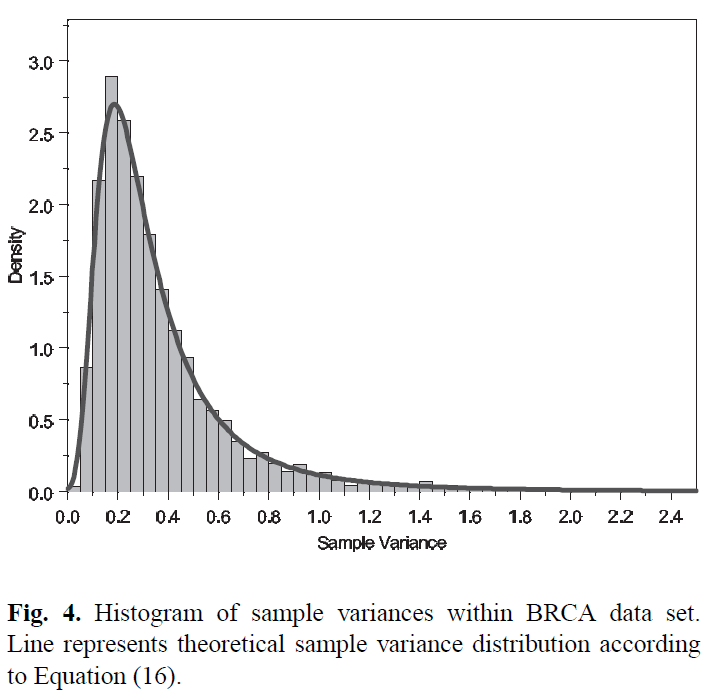 3.0
2.5
2.0
1.5
1.0
0.5
0.0
Density
0.0 0.2 0.4 0.6 0.8 1.0 1.2 1.4 1.6 1.8 2.0 2.2 2.4
Sample Variance
Fig. 4. Histogram of sample variances within BRCA data set.
Line represents theoretical sample variance distribution according
to Equation (16).